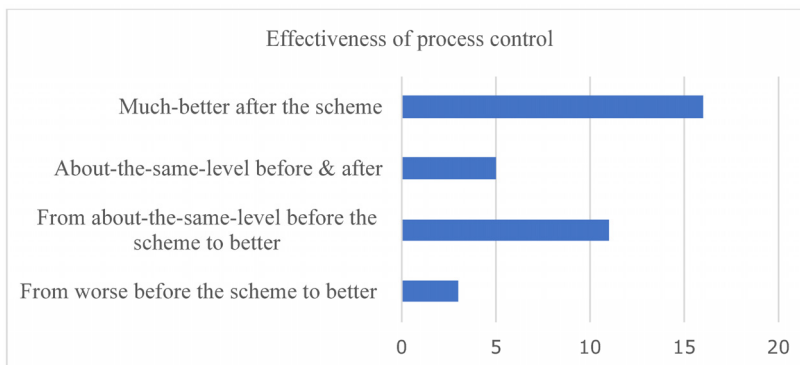 Effectiveness of process control
Much-better after the scheme
About-the-same-level before & after
From about-the-same-level before the
scheme to better
From worse before the scheme to better
0 5 10 15 20